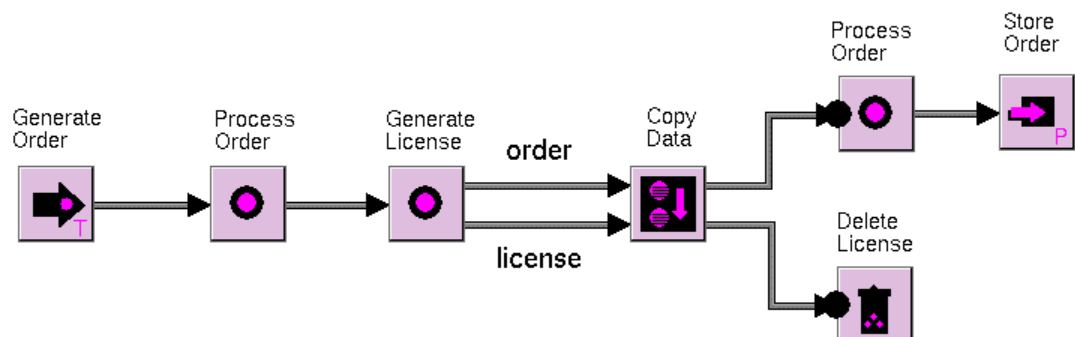 Generate
Order
T
Process
Order
Generate
License
order
license
Copy
Data
Process
Order
Store
Order
P
Delete
License